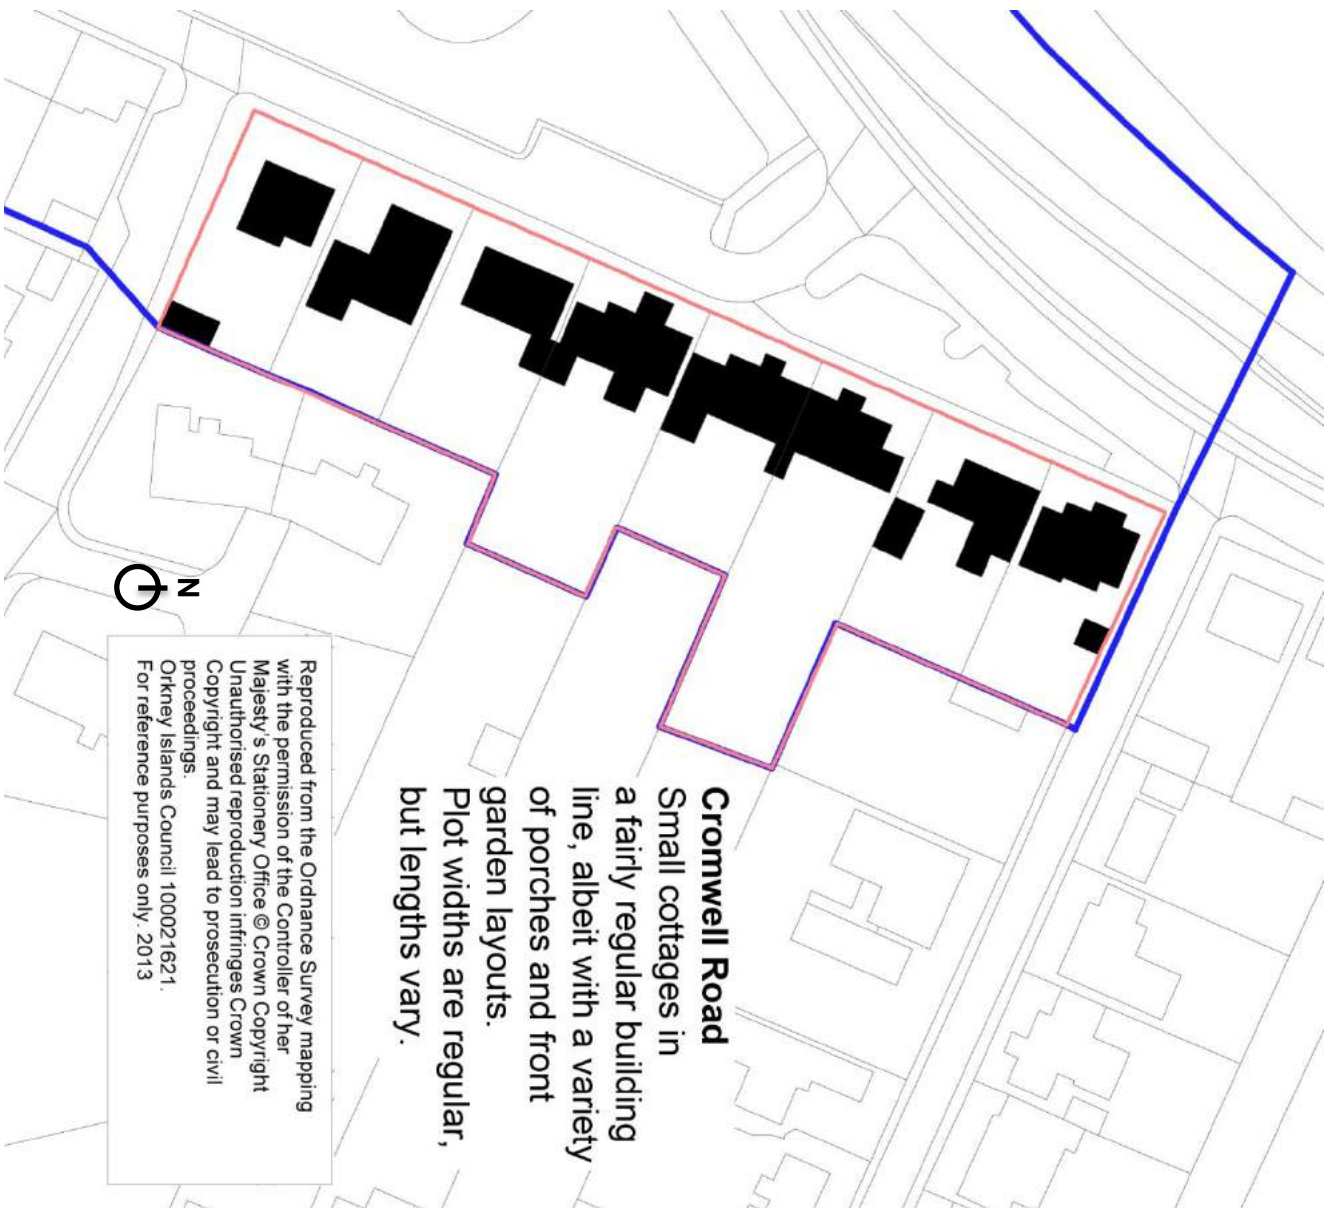 Cromwell Road
Small cottages in
a fairly regular building
line, albeit with a variety
of porches and front
garden layouts.
Plot widths are regular,
but lengths vary.
N
Reproduced from the Ordnance Survey mapping
with the permission of the Controller of her
Majesty's Stationery Office © Crown Copyright
Unauthorised reproduction infringes Crown
Copyright and may lead to prosecution or civil
proceedings.
Orkney Islands Council 100021621.
For reference purposes only. 2013